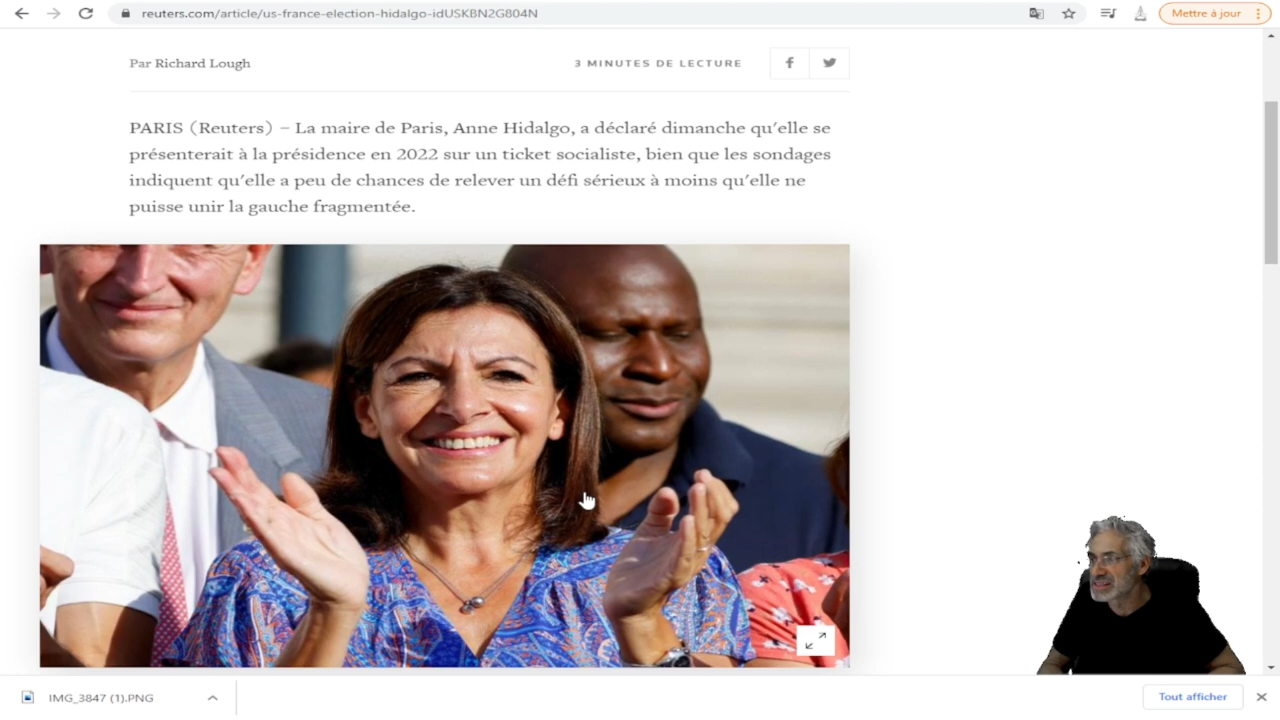 reuters.com/article/us-france-election-hidalgo-idUSKBN2G804N
Mettre à jour
Par Richard Lough
3 MINUTES DE LECTURE
PARIS (Reuters) – La maire de Paris, Anne Hidalgo, a déclaré dimanche qu'elle se
présenterait à la présidence en 2022 sur un ticket socialiste, bien que les sondages
indiquent qu'elle a peu de chances de relever un défi sérieux à moins qu'elle ne
puisse unir la gauche fragmentée.
IMG_3847 (1).PNG
Tout afficher